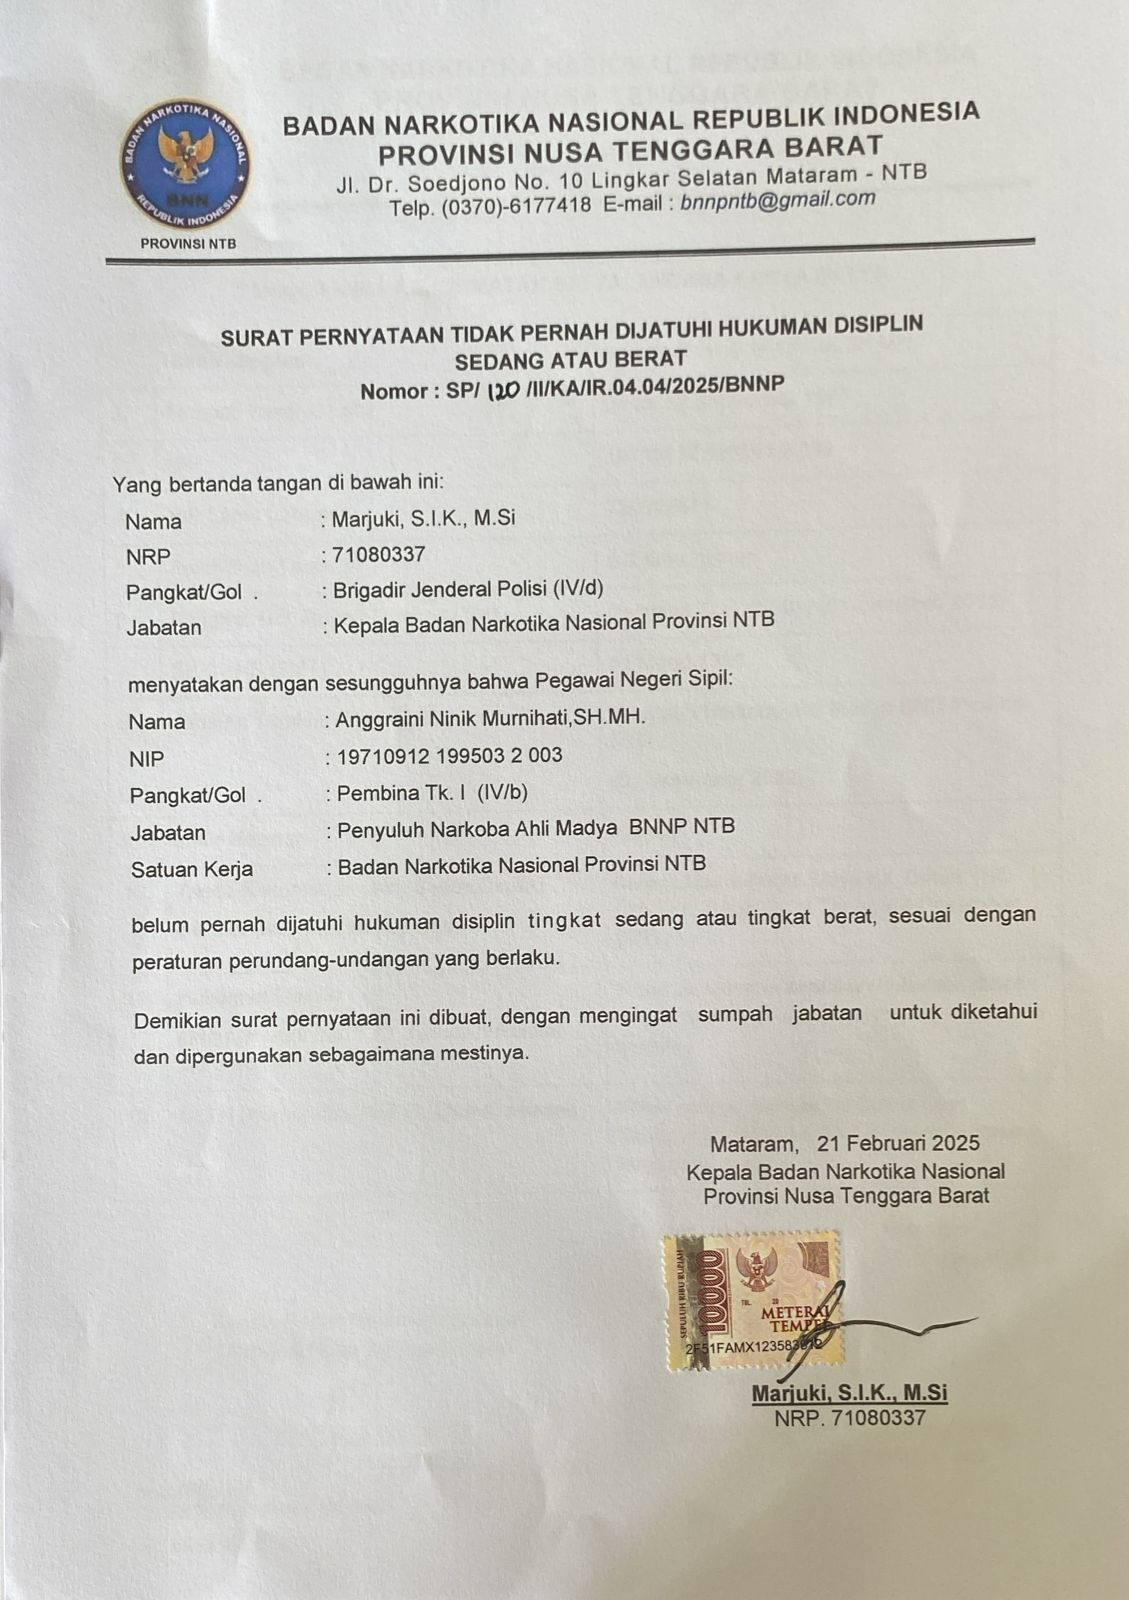 BADAN NARKOTIKA NASIONAL
BNN
REPUBLIK INDONESIA
PROVINSI NTB
BADAN NARKOTIKA NASIONAL REPUBLIK INDONESIA
PROVINSI NUSA TENGGARA BARAT
Jl. Dr. Soedjono No. 10 Lingkar Selatan Mataram - NTB
Telp. (0370)-6177418 E-mail : bnnpntb@gmail.com
SURAT PERNYATAAN TIDAK PERNAH DIJATUHI HUKUMAN DISIPLIN
SEDANG ATAU BERAT
Nomor : SP/ 120 /II/KA/IR.04.04/2025/BNNP
Yang bertanda tangan di bawah ini:
Nama : Marjuki, S.I.K., M.Si
NRP : 71080337
Pangkat/Gol . : Brigadir Jenderal Polisi (IV/d)
Jabatan : Kepala Badan Narkotika Nasional Provinsi NTB
menyatakan dengan sesungguhnya bahwa Pegawai Negeri Sipil:
Nama : Anggraini Ninik Murnihati,SH.MH.
NIP : 19710912 199503 2 003
Pangkat/Gol . : Pembina Tk. I (IV/b)
Jabatan : Penyuluh Narkoba Ahli Madya BNNP NTB
Satuan Kerja : Badan Narkotika Nasional Provinsi NTB
belum pernah dijatuhi hukuman disiplin tingkat sedang atau tingkat berat, sesuai dengan
peraturan perundang-undangan yang berlaku.
Demikian surat pernyataan ini dibuat, dengan mengingat sumpah jabatan untuk diketahui
dan dipergunakan sebagaimana mestinya.
Mataram, 21 Februari 2025
Kepala Badan Narkotika Nasional
Provinsi Nusa Tenggara Barat
SEPULUH RIBU RUPIAH
10000
TBL. 20
METERAI
TEMPEL
Marjuki, S.I.K., M.Si
NRP. 71080337